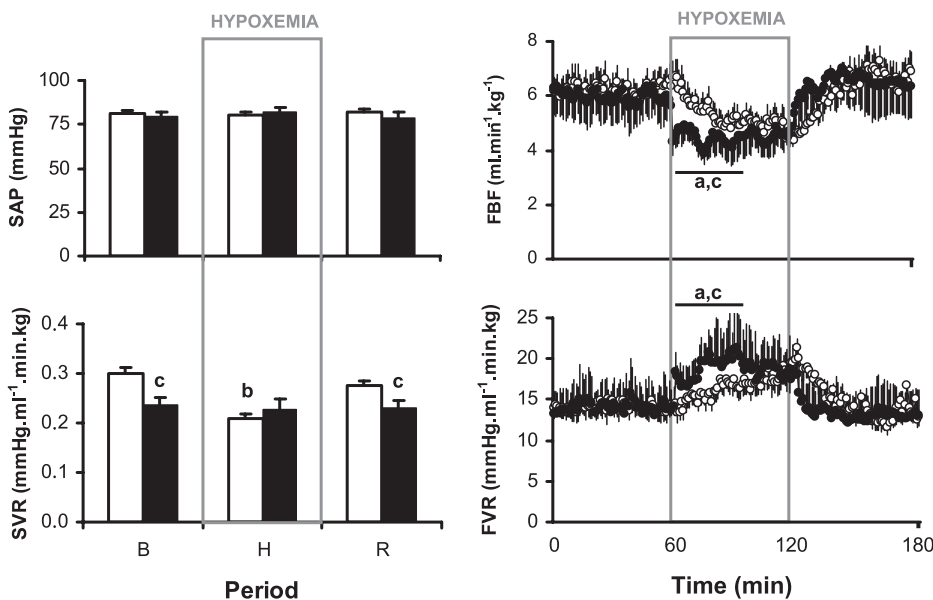 HYPOXEMIA
100
75
50
25
0
SAP (mmHg)
0.4
0.3
0.2
0.1
0.0
SVR (mmHg.ml⁻¹.min.kg)
c
b
c
B H R
Period
HYPOXEMIA
8
6
4
2
0
FBF (ml.min⁻¹.kg⁻¹)
a,c
25
20
15
10
5
0
FVR (mmHg.ml⁻¹.min.kg)
a,c
0 60 120 180
Time (min)